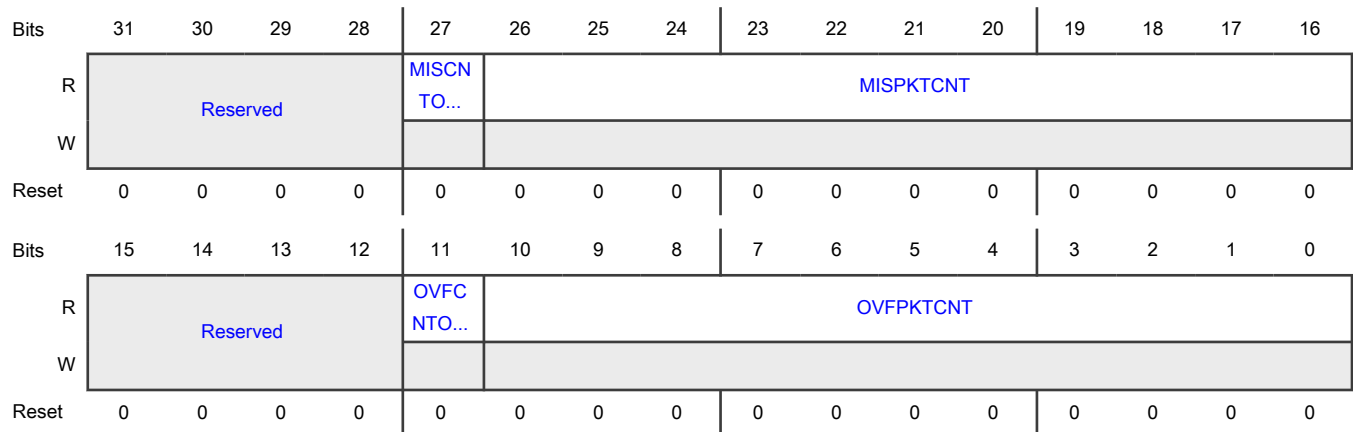 Bits 31 30 29 28 27 26 25 24 23 22 21 20 19 18 17 16
R Reserved MISCN TO... MISPKTCNT
W
Reset 0 0 0 0 0 0 0 0 0 0 0 0 0 0 0 0
Bits 15 14 13 12 11 10 9 8 7 6 5 4 3 2 1 0
R Reserved OVFC NTO... OVFPKTCNT
W
Reset 0 0 0 0 0 0 0 0 0 0 0 0 0 0 0 0